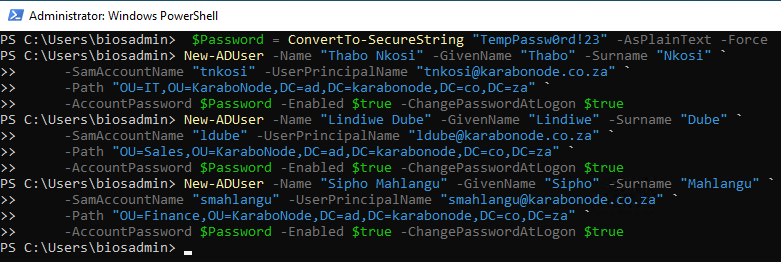 Administrator: Windows PowerShell
PS C:\Users\biosadmin>  $Password = ConvertTo-SecureString "TempPassw0rd!23" -AsPlainText -Force
PS C:\Users\biosadmin> New-ADUser -Name "Thabo Nkosi" -GivenName "Thabo" -Surname "Nkosi" `
>>     -SamAccountName "tnkosi" -UserPrincipalName "tnkosi@karabonode.co.za" `
>>     -Path "OU=IT,OU=KaraboNode,DC=ad,DC=karabonode,DC=co,DC=za" `
>>     -AccountPassword $Password -Enabled $true -ChangePasswordAtLogon $true
PS C:\Users\biosadmin> New-ADUser -Name "Lindiwe Dube" -GivenName "Lindiwe" -Surname "Dube" `
>>     -SamAccountName "ldube" -UserPrincipalName "ldube@karabonode.co.za" `
>>     -Path "OU=Sales,OU=KaraboNode,DC=ad,DC=karabonode,DC=co,DC=za" `
>>     -AccountPassword $Password -Enabled $true -ChangePasswordAtLogon $true
PS C:\Users\biosadmin> New-ADUser -Name "Sipho Mahlangu" -GivenName "Sipho" -Surname "Mahlangu" `
>>     -SamAccountName "smahlangu" -UserPrincipalName "smahlangu@karabonode.co.za" `
>>     -Path "OU=Finance,OU=KaraboNode,DC=ad,DC=karabonode,DC=co,DC=za" `
>>     -AccountPassword $Password -Enabled $true -ChangePasswordAtLogon $true
PS C:\Users\biosadmin>